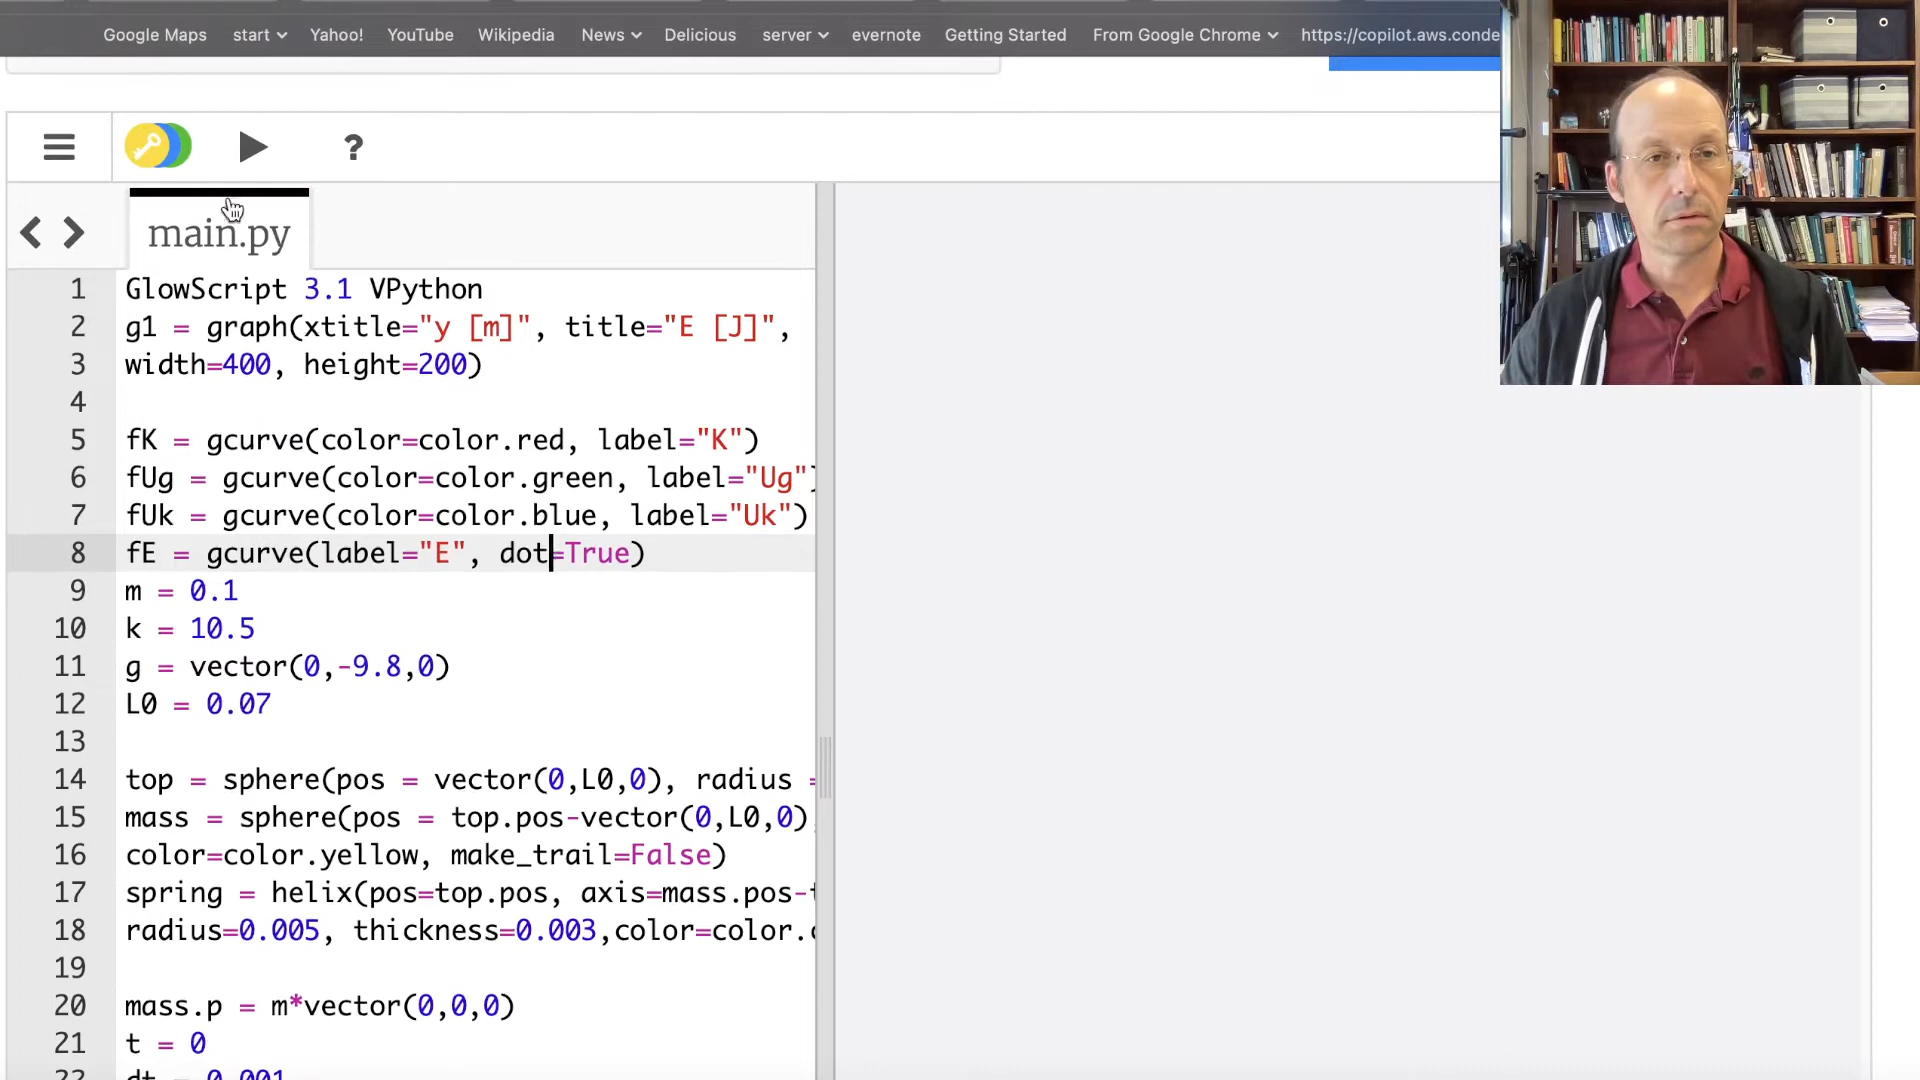 Google Maps start Yahoo! YouTube Wikipedia News Delicious server evernote Getting Started From Google Chrome https://copilot.aws.conde
?
main.py
1 GlowScript 3.1 VPython
2 g1 = graph(xtitle="y [m]", title="E [J]",
3 width=400, height=200)
4
5 fK = gcurve(color=color.red, label="K")
6 fUg = gcurve(color=color.green, label="Ug")
7 fUk = gcurve(color=color.blue, label="Uk")
8 fE = gcurve(label="E", dot=True)
9 m = 0.1
10 k = 10.5
11 g = vector(0,-9.8,0)
12 L0 = 0.07
13
14 top = sphere(pos = vector(0,L0,0), radius =
15 mass = sphere(pos = top.pos-vector(0,L0,0),
16 color=color.yellow, make_trail=False)
17 spring = helix(pos=top.pos, axis=mass.pos-t
18 radius=0.005, thickness=0.003,color=color.
19
20 mass.p = m*vector(0,0,0)
21 t = 0
22 dt = 0.001